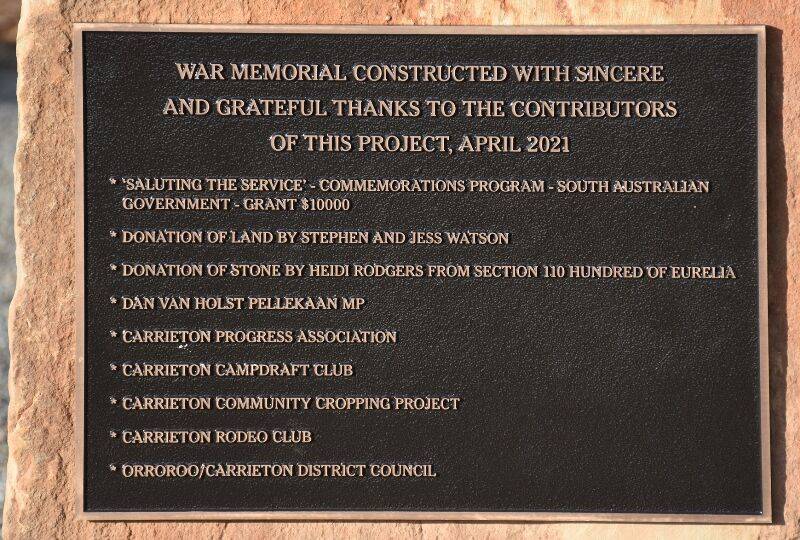 WAR MEMORIAL CONSTRUCTED WITH SINCERE
AND GRATEFUL THANKS TO THE CONTRIBUTORS
OF THIS PROJECT, APRIL 2021
* 'SALUTING THE SERVICE' - COMMEMORATIONS PROGRAM - SOUTH AUSTRALIAN
GOVERNMENT - GRANT $10000
* DONATION OF LAND BY STEPHEN AND JESS WATSON
* DONATION OF STONE BY HEIDI RODGERS FROM SECTION 110 HUNDRED OF EURELIA
* DAN VAN HOLST PELLEKAAN MP
* CARRIETON PROGRESS ASSOCIATION
* CARRIETON CAMPDRAFT CLUB
* CARRIETON COMMUNITY CROPPING PROJECT
* CARRIETON RODEO CLUB
* ORROROO/CARRIETON DISTRICT COUNCIL